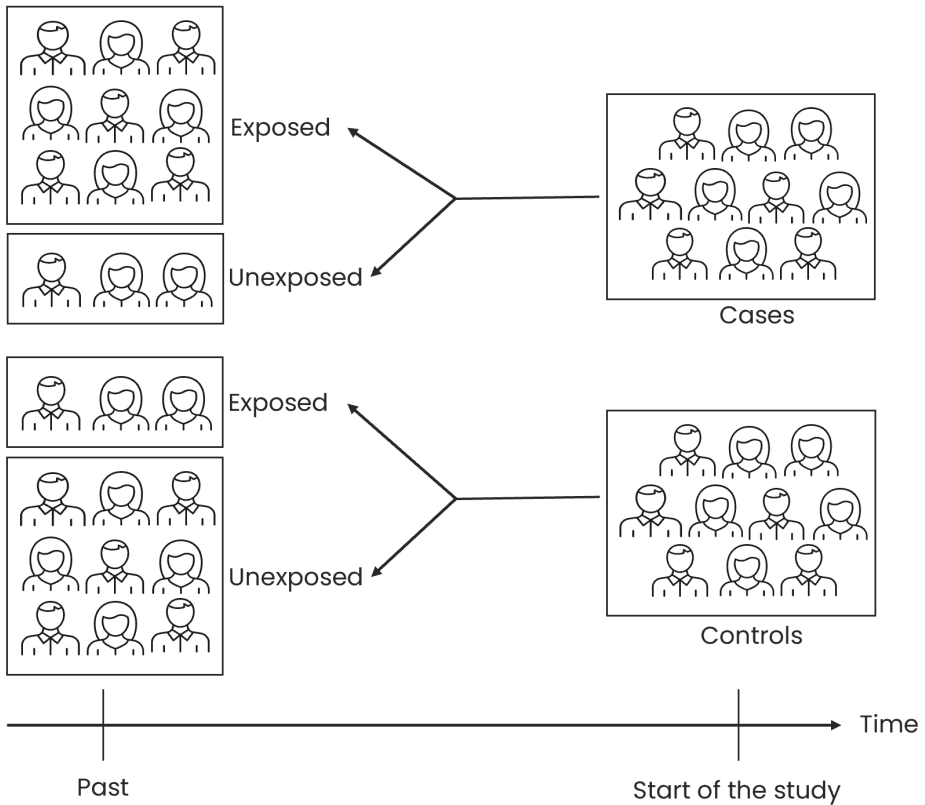 Exposed
Unexposed
Cases
Exposed
Unexposed
Controls
Time
Past
Start of the study